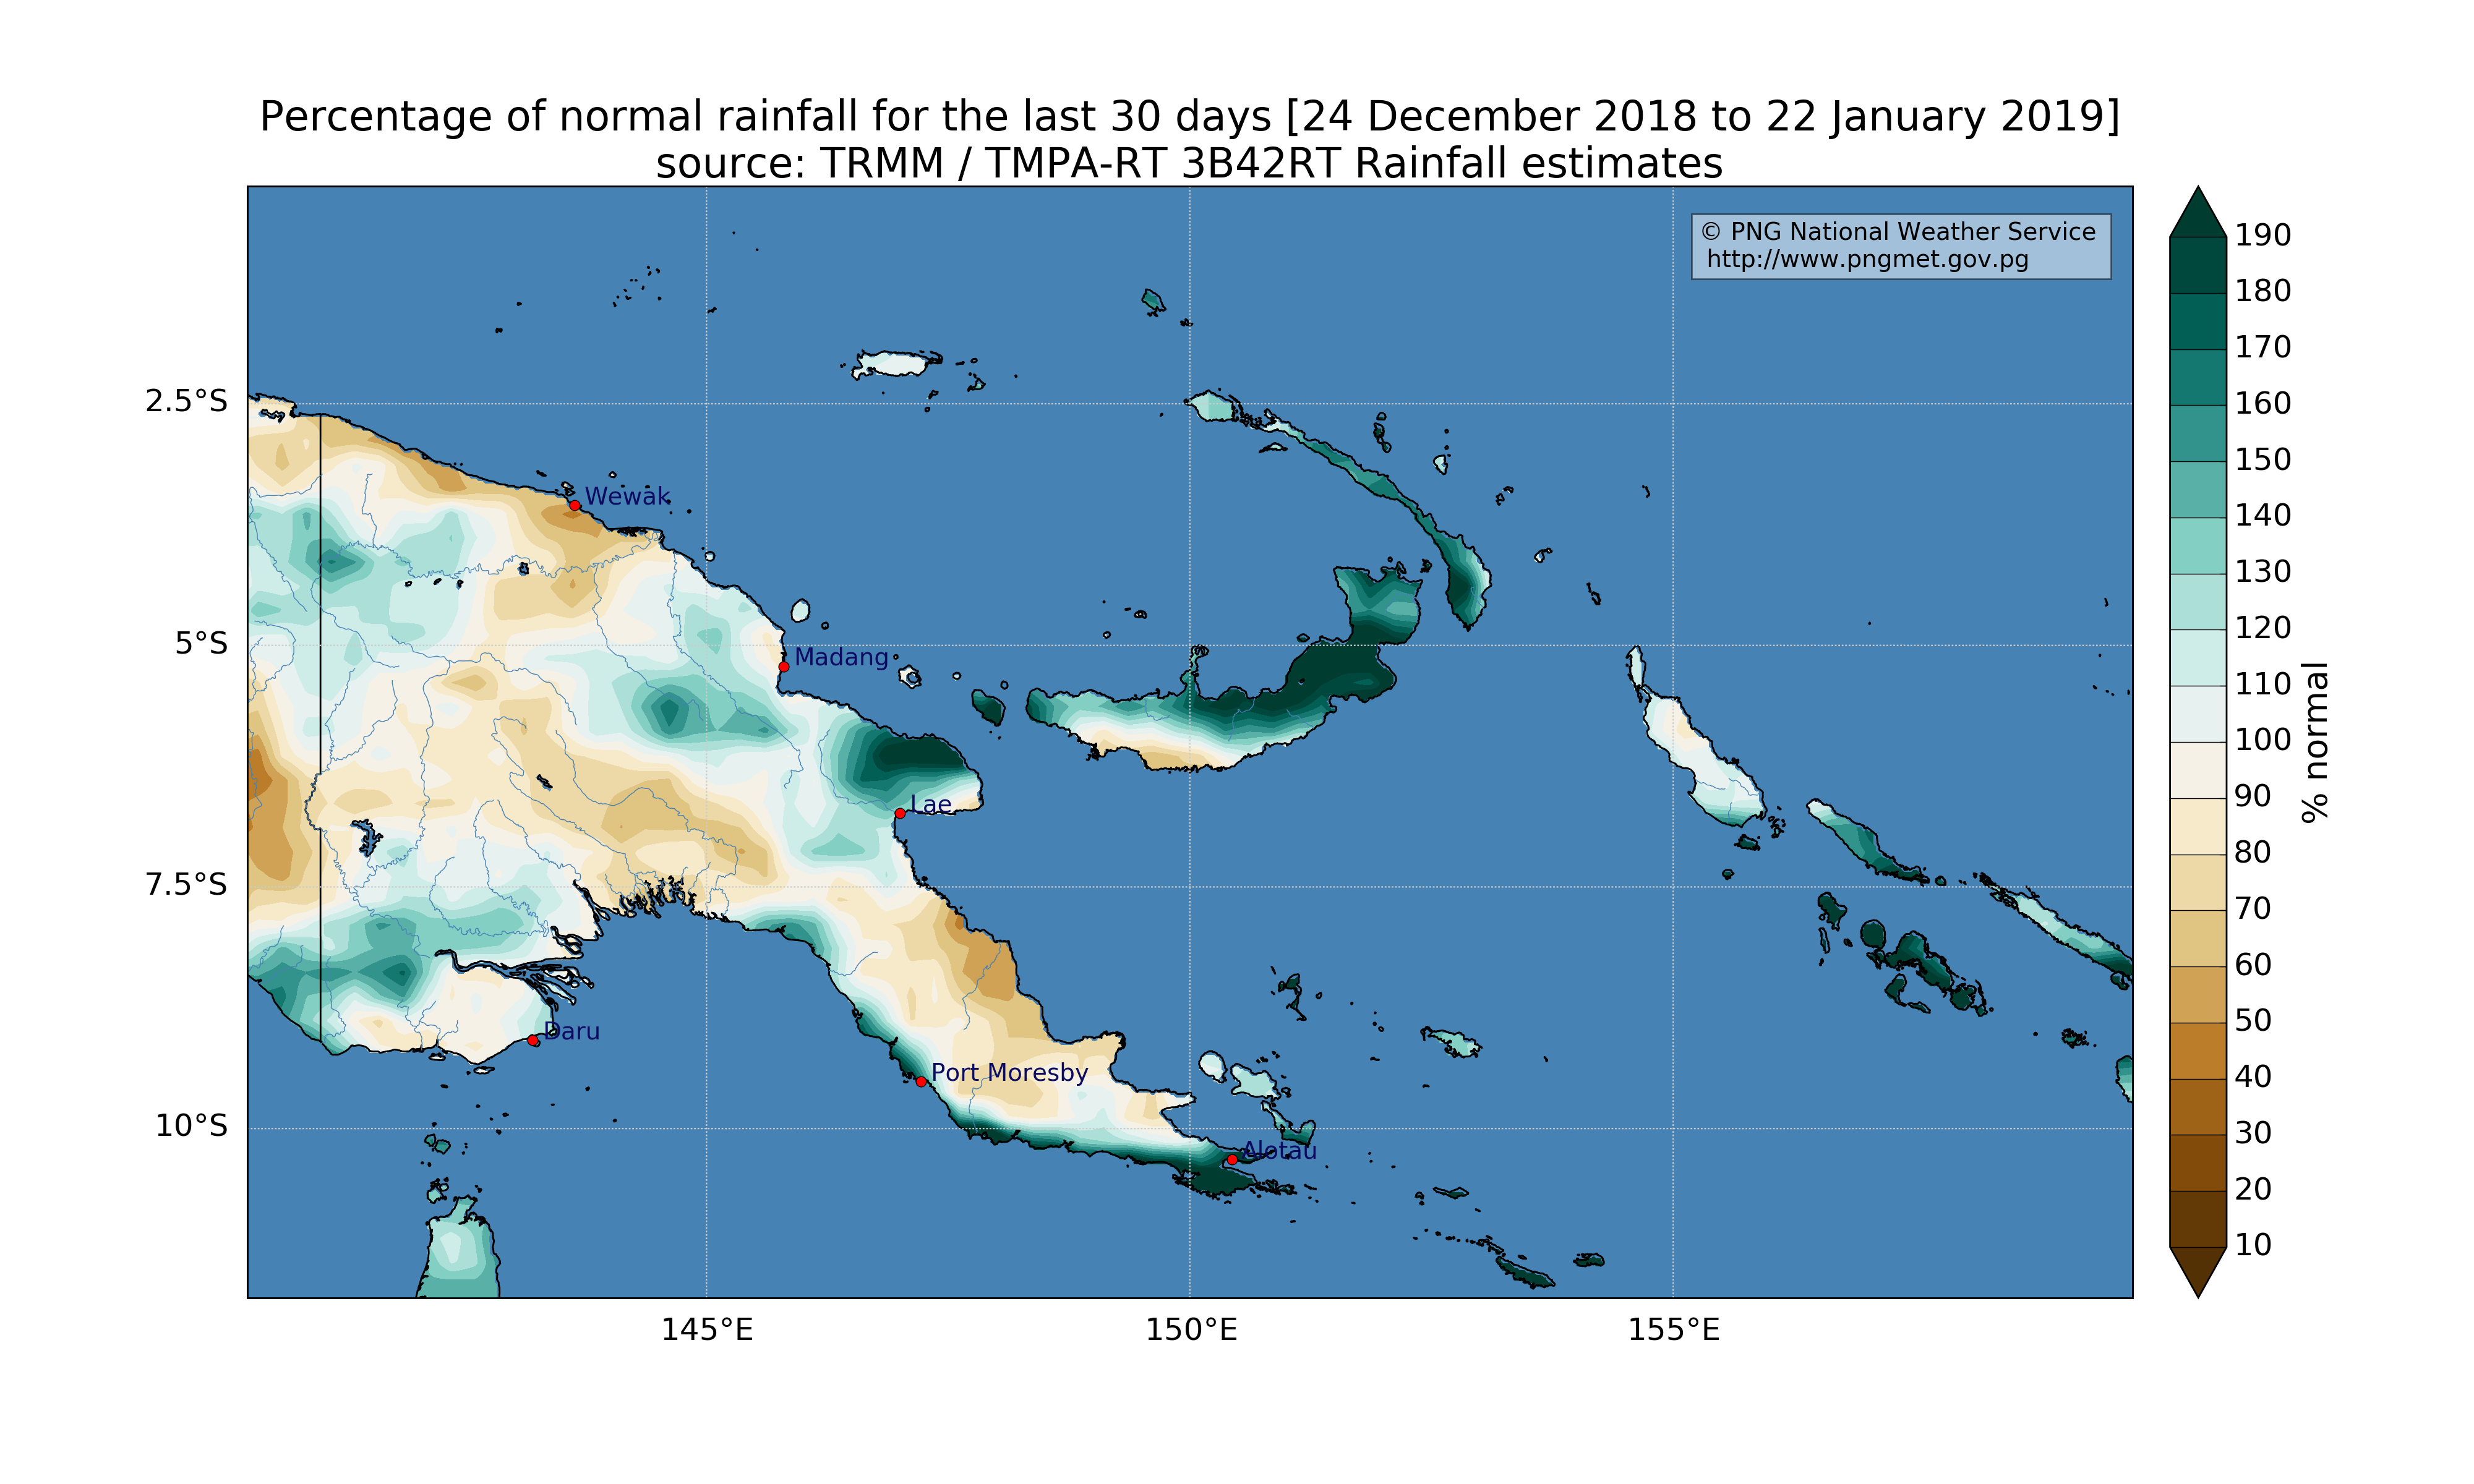 Percentage of normal rainfall for the last 30 days [24 December 2018 to 22 January 2019]
source: TRMM / TMPA-RT 3B42RT Rainfall estimates
© PNG National Weather Service
http://www.pngmet.gov.pg
2.5°S
5°S
7.5°S
10°S
Wewak
Madang
Lae
Daru
Port Moresby
Alotau
145°E
150°E
155°E
190
180
170
160
150
140
130
120
110
100
90
80
70
60
50
40
30
20
10
% normal